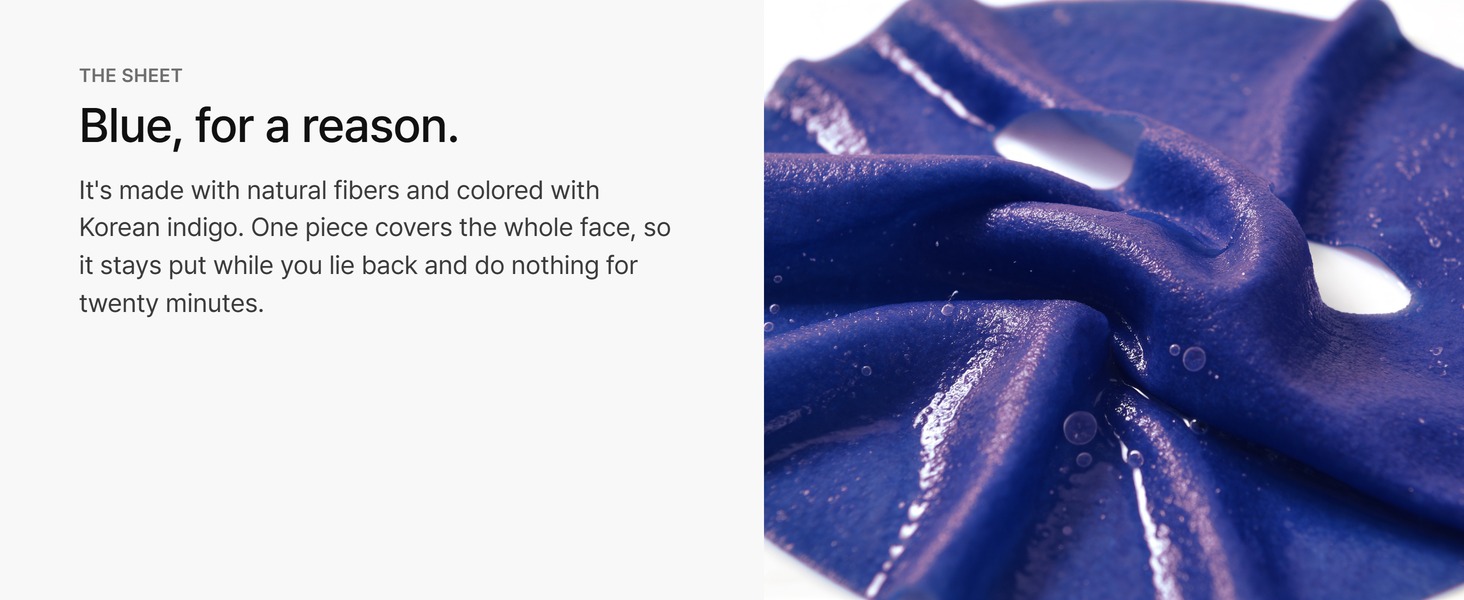 THE SHEET
Blue, for a reason.
It's made with natural fibers and colored with
Korean indigo. One piece covers the whole face, so
it stays put while you lie back and do nothing for
twenty minutes.